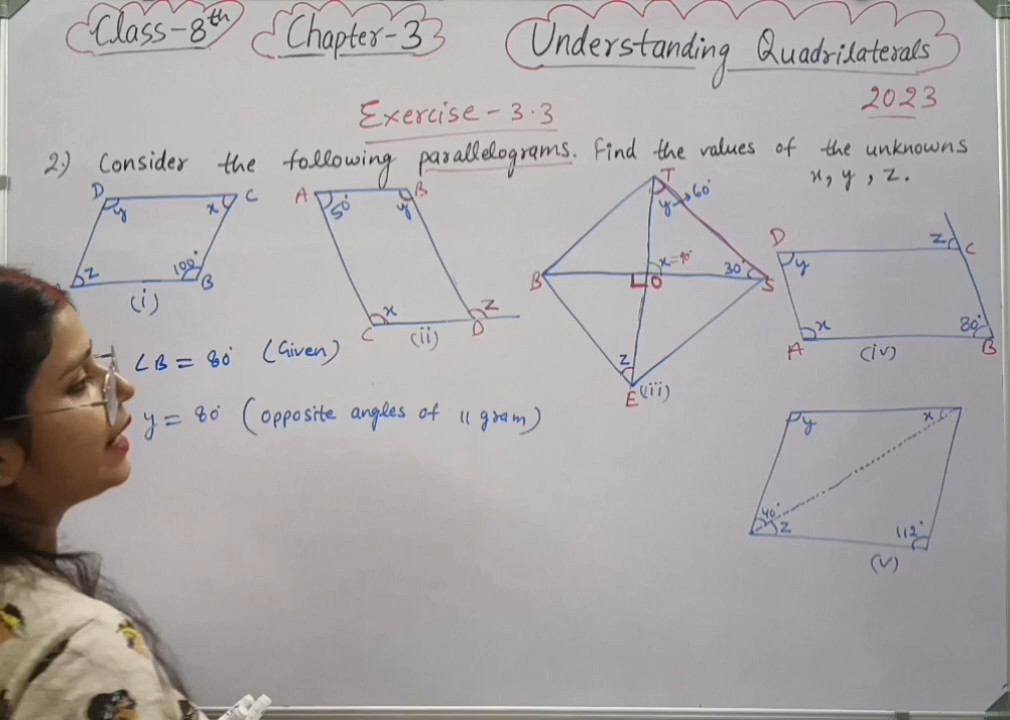 Class-8th Chapter-3 Understanding Quadrilaterals
Exercise-3.3 2023
2.) Consider the following parallelograms. Find the values of the unknowns
x, y, z.
D C y x z 100° B (i)
A B 50° y x z C D (ii)
T y→60° B x=90° 30° S O z E (iii)
D z C y x 80° A B (iv)
∠B = 80° (Given)
y = 80° (opposite angles of 11 gram)
y x 40° z 112° (v)